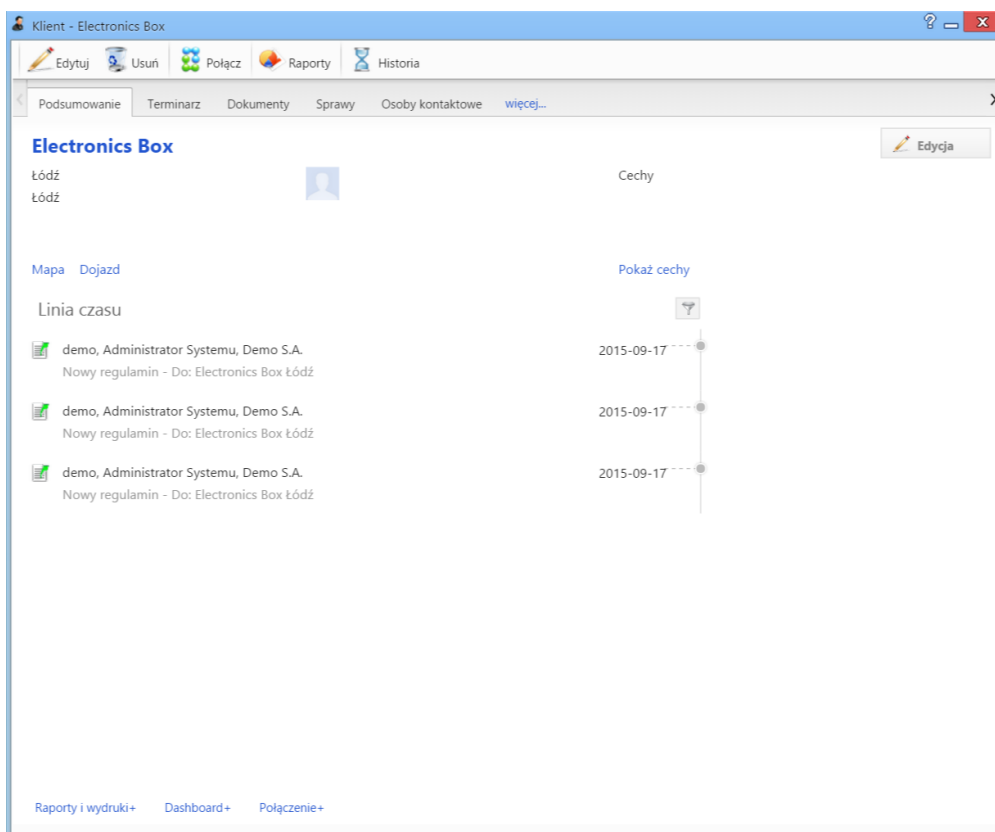 Klient - Electronics Box
Edytuj Usuń Połącz Raporty Historia
Podsumowanie Terminarz Dokumenty Sprawy Osoby kontaktowe więcej...
Electronics Box Edycja
Łódź Cechy
Łódź
Mapa Dojazd Pokaż cechy
Linia czasu
demo, Administrator Systemu, Demo S.A. 2015-09-17
Nowy regulamin - Do: Electronics Box Łódź
demo, Administrator Systemu, Demo S.A. 2015-09-17
Nowy regulamin - Do: Electronics Box Łódź
demo, Administrator Systemu, Demo S.A. 2015-09-17
Nowy regulamin - Do: Electronics Box Łódź
Raporty i wydruki+ Dashboard+ Połączenie+